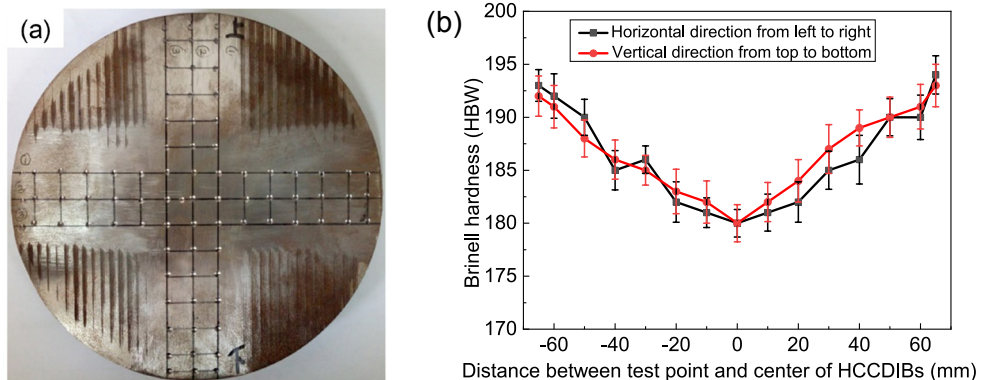 (a)
上
下
(b)
200
195
190
185
180
175
170
Brinell hardness (HBW)
Horizontal direction from left to right
Vertical direction from top to bottom
-60 -40 -20 0 20 40 60
Distance between test point and center of HCCDIBs (mm)